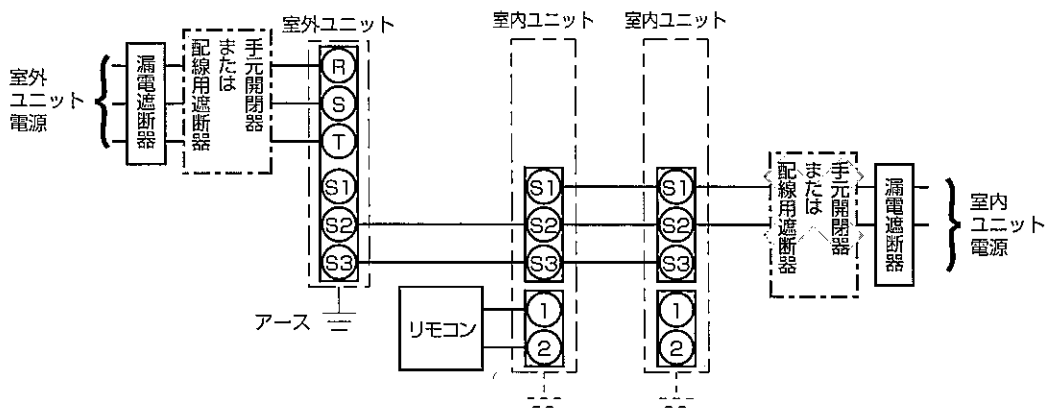 室外ユニット
室内ユニット
室内ユニット
室外
ユニット
電源
漏電遮断器
手元開閉器
または
配線用遮断器
R
S
T
S1
S2
S3
アース
リモコン
S1
S2
S3
1
2
S1
S2
S3
1
2
手元開閉器
または
配線用遮断器
漏電遮断器
室内
ユニット
電源